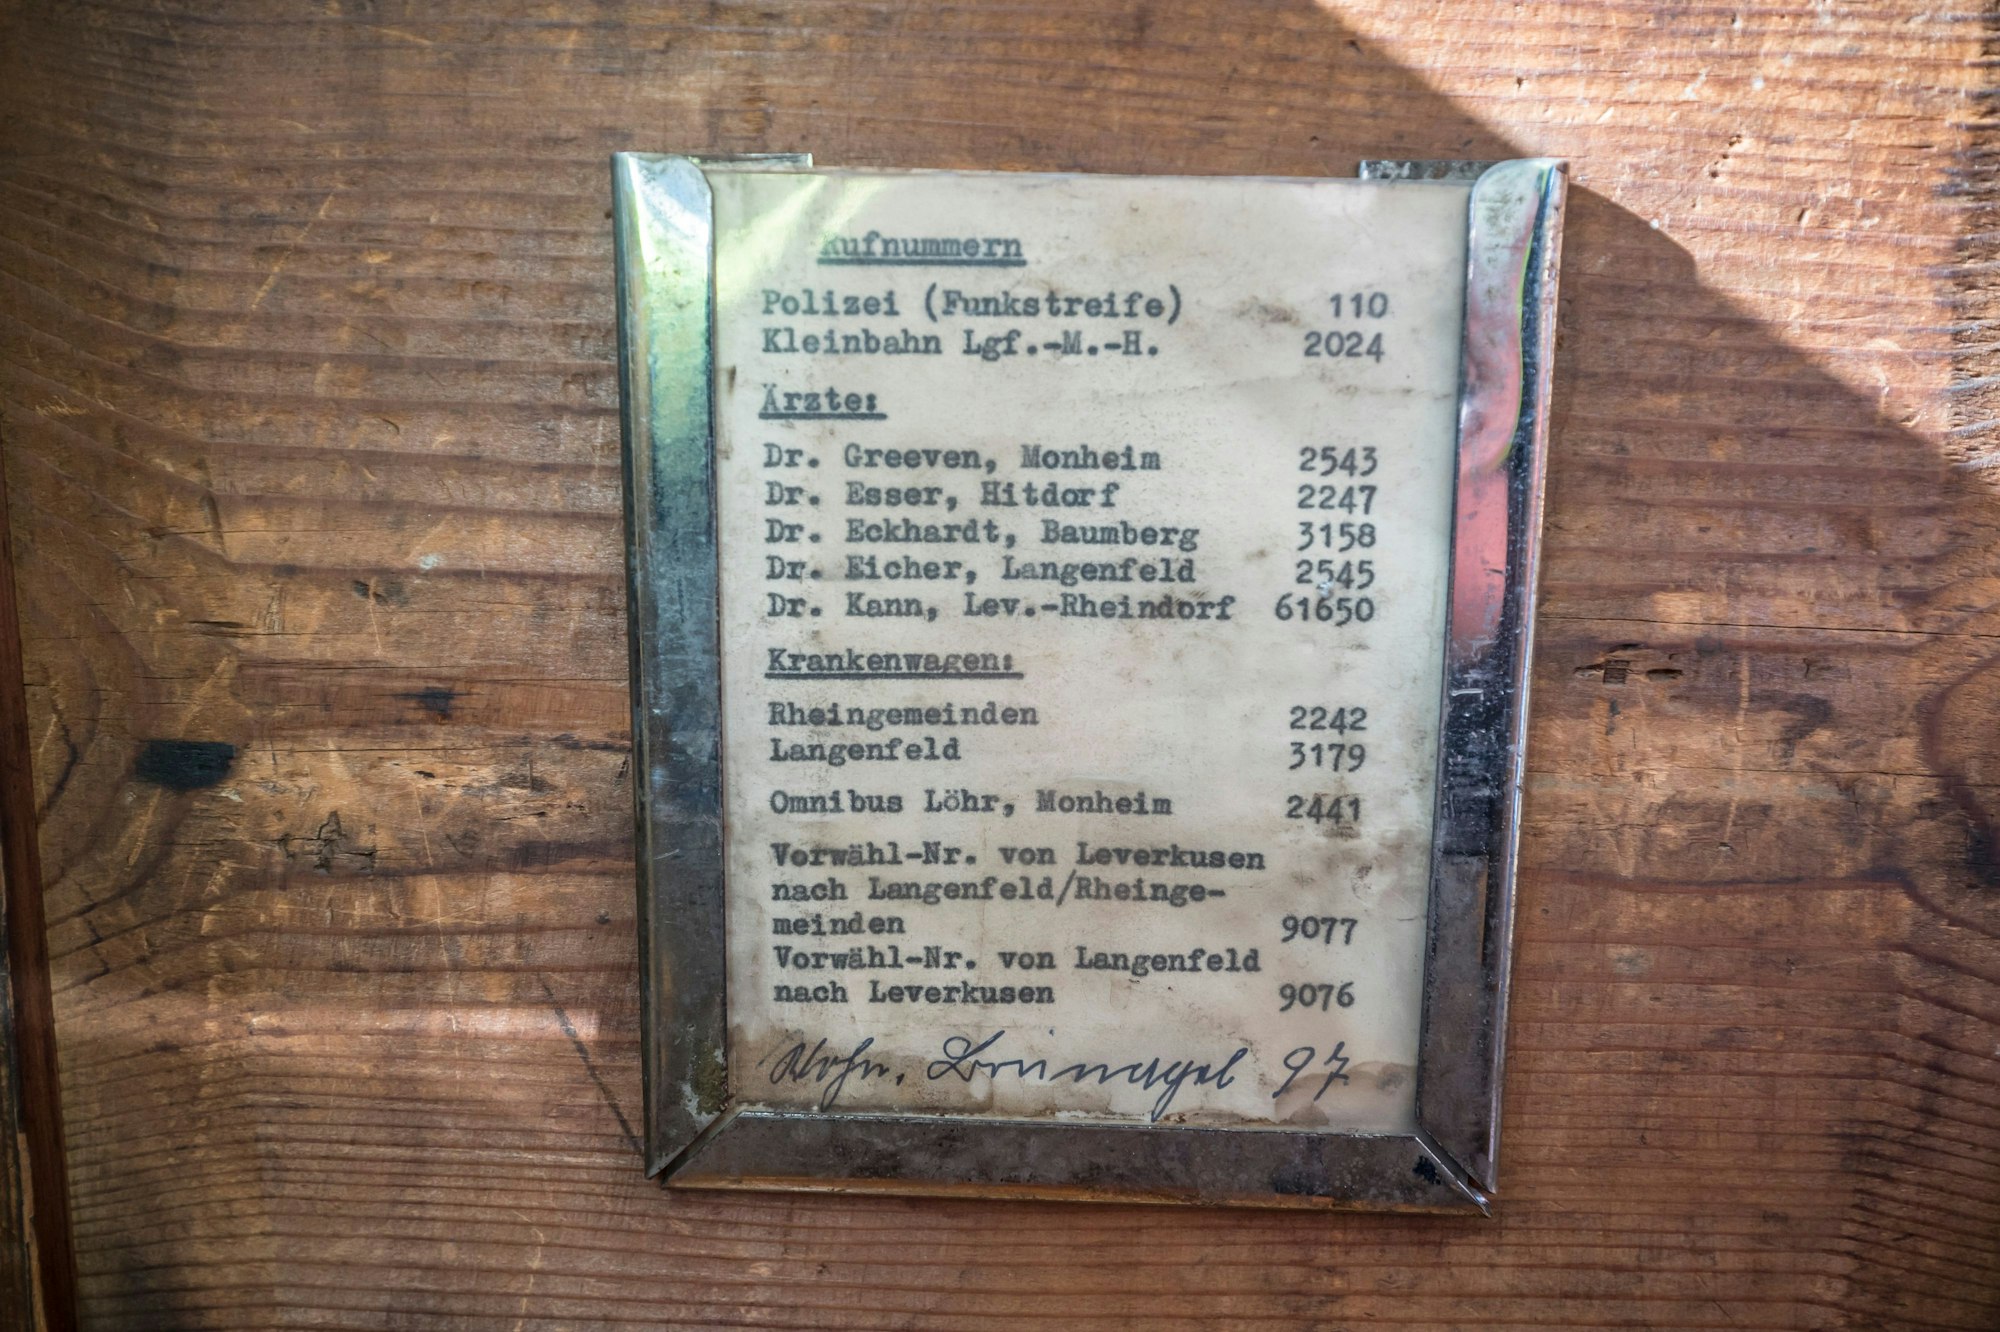 Rufnummern
Polizei (Funkstreife) 110
Kleinbahn Lgf.-M.-H. 2024
Ärzte:
Dr. Greeven, Monheim 2543
Dr. Esser, Hitdorf 2247
Dr. Eckhardt, Baumberg 3158
Dr. Eicher, Langenfeld 2545
Dr. Kann, Lev.-Rheindorf 61650
Krankenwagen:
Rheingemeinden 2242
Langenfeld 3179
Omnibus Löhr, Monheim 2441
Vorwähl-Nr. von Leverkusen
nach Langenfeld/Rheinge-
meinden 9077
Vorwähl-Nr. von Langenfeld
nach Leverkusen 9076
97